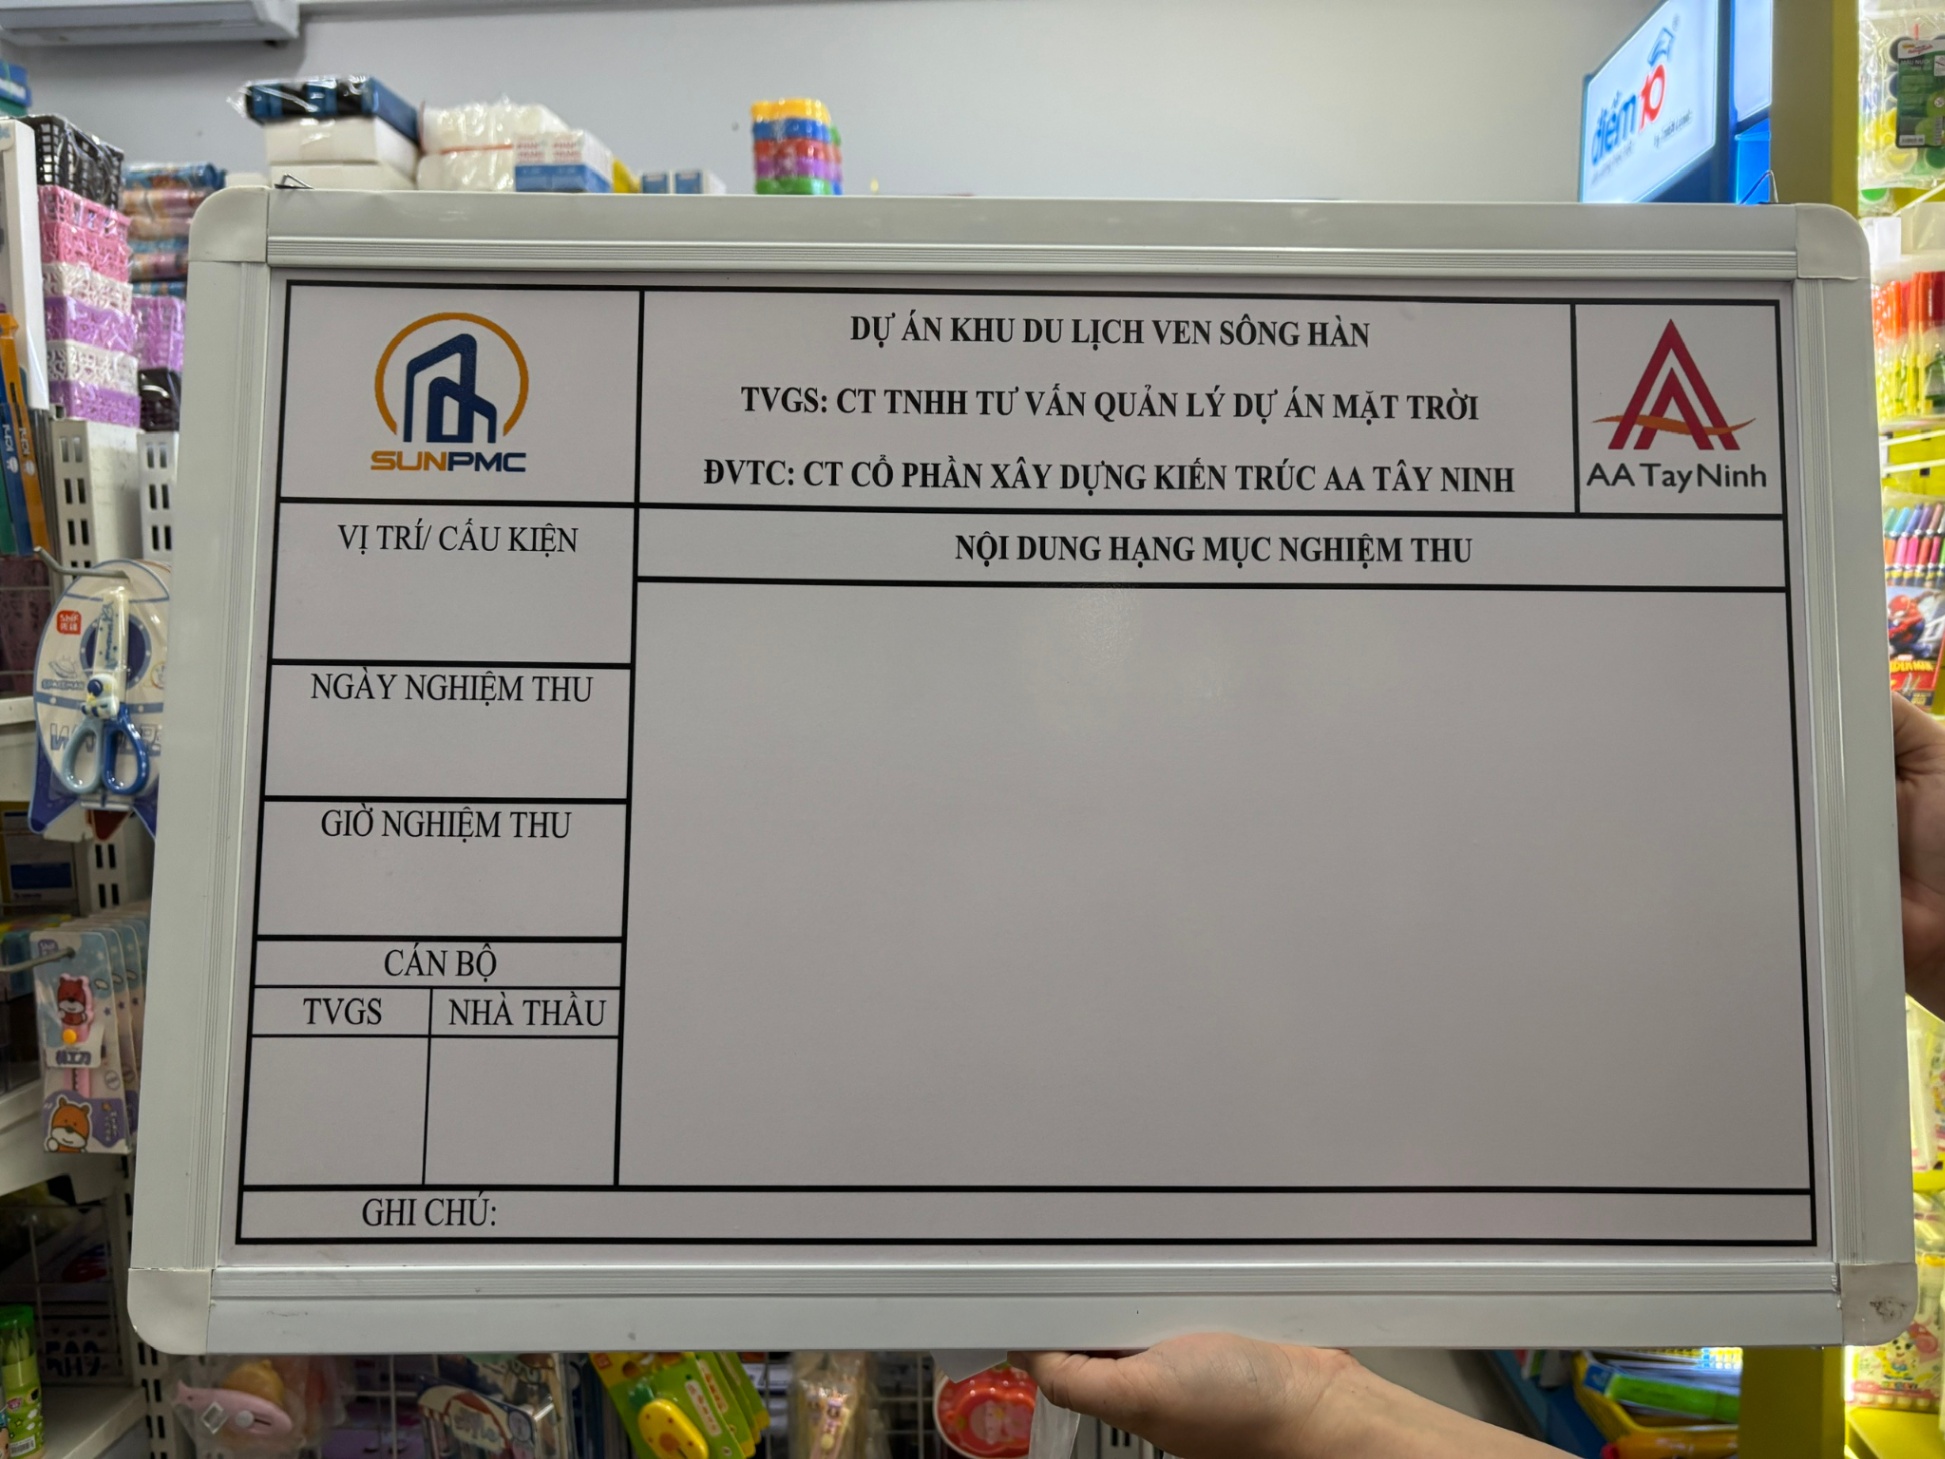 điểm 10
SUNPMC
DỰ ÁN KHU DU LỊCH VEN SÔNG HÀN
TVGS: CT TNHH TƯ VẤN QUẢN LÝ DỰ ÁN MẶT TRỜI
ĐVTC: CT CỔ PHẦN XÂY DỰNG KIẾN TRÚC AA TÂY NINH
AA TayNinh
VỊ TRÍ/ CẤU KIỆN
NỘI DUNG HẠNG MỤC NGHIỆM THU
NGÀY NGHIỆM THU
GIỜ NGHIỆM THU
CÁN BỘ
TVGS
NHÀ THẦU
GHI CHÚ: